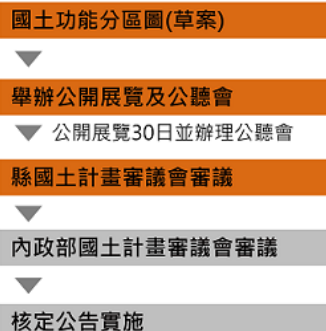 國土功能分區圖(草案)
舉辦公開展覽及公聽會
公開展覽30日並辦理公聽會
縣國土計畫審議會審議
內政部國土計畫審議會審議
核定公告實施